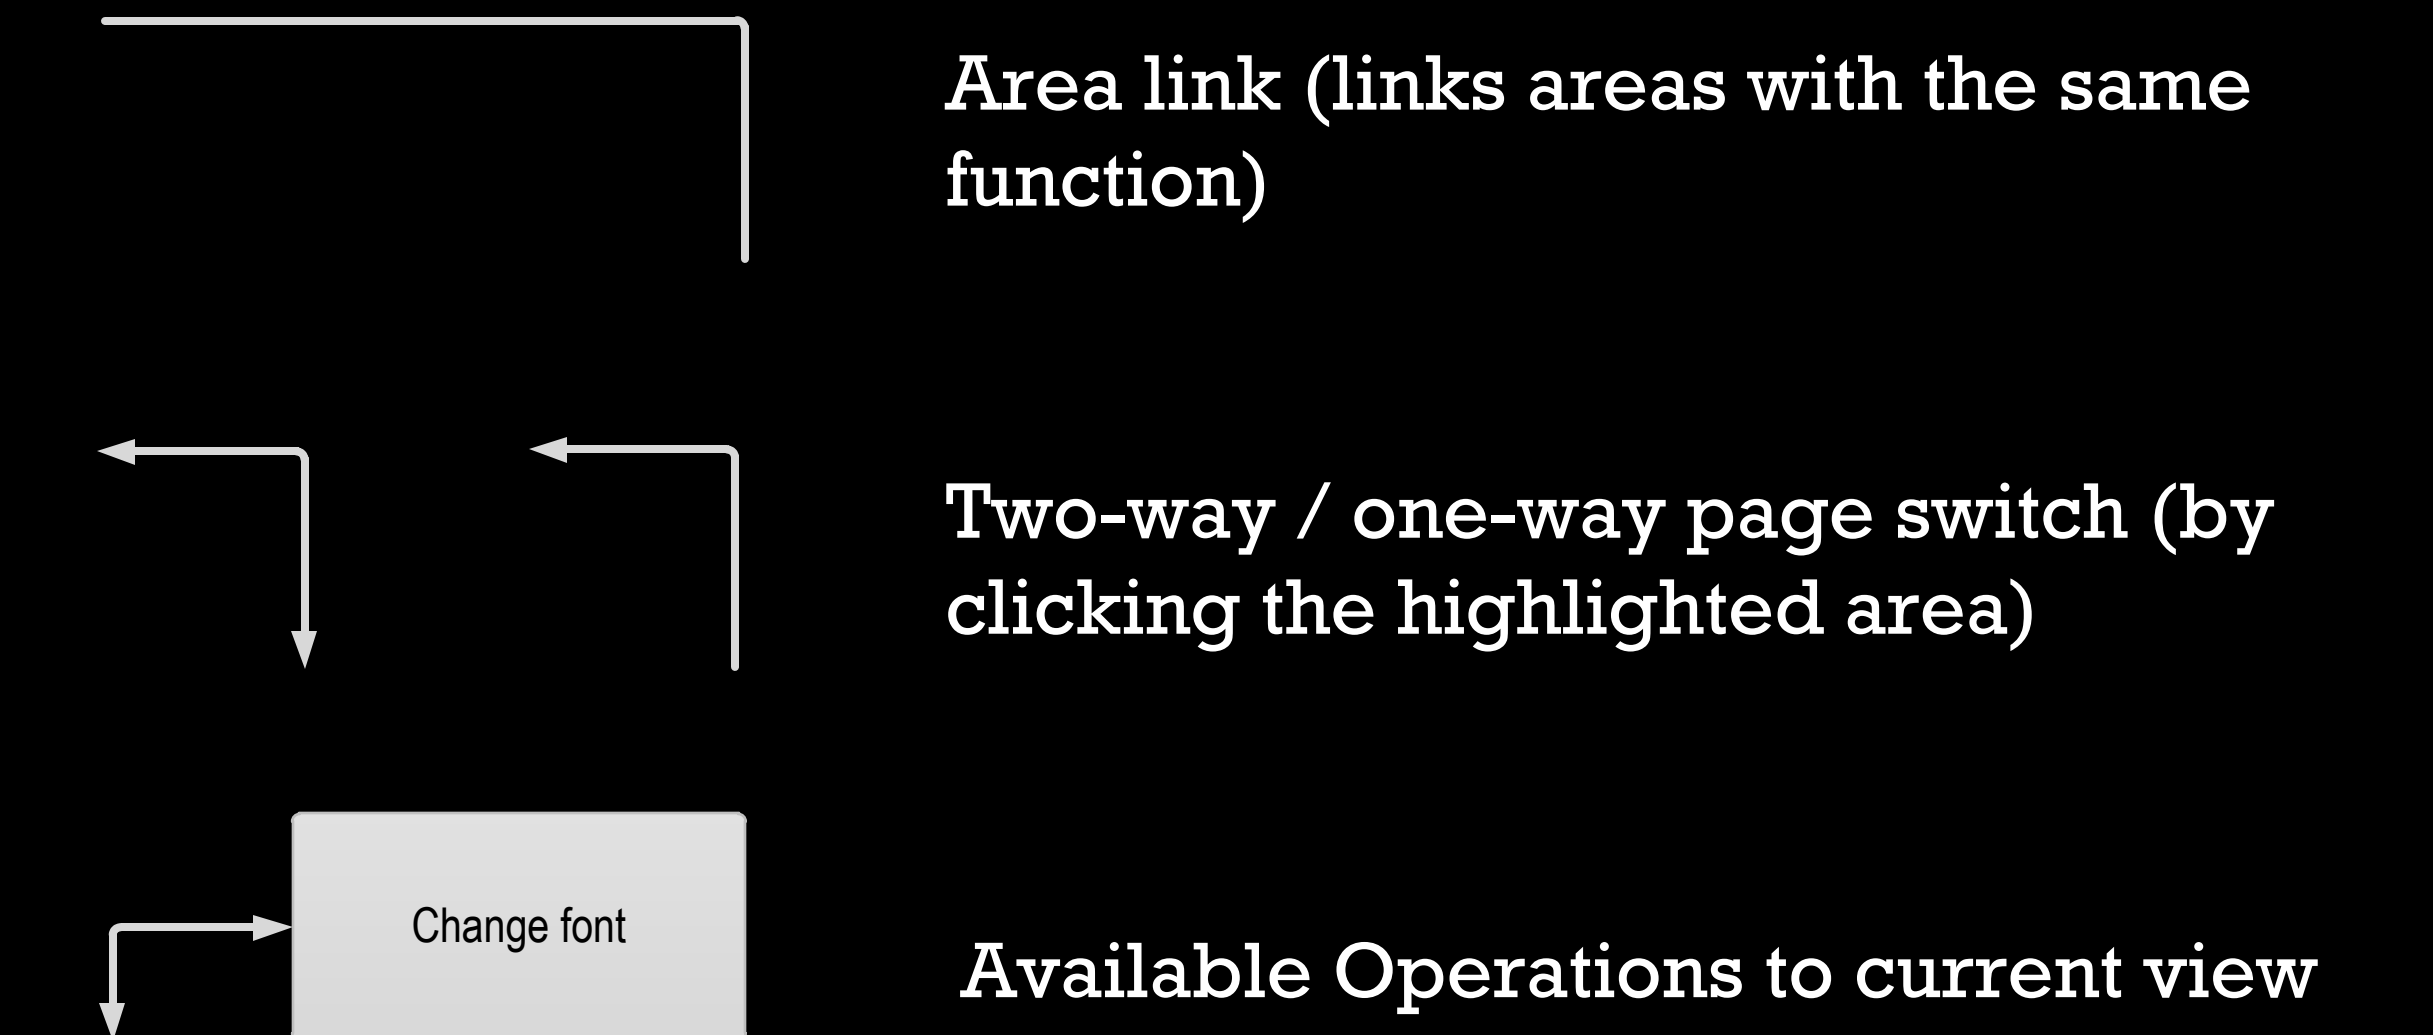 Area link (links areas with the same
function)
Two-way / one-way page switch (by
clicking the highlighted area)
Change font
Available Operations to current view